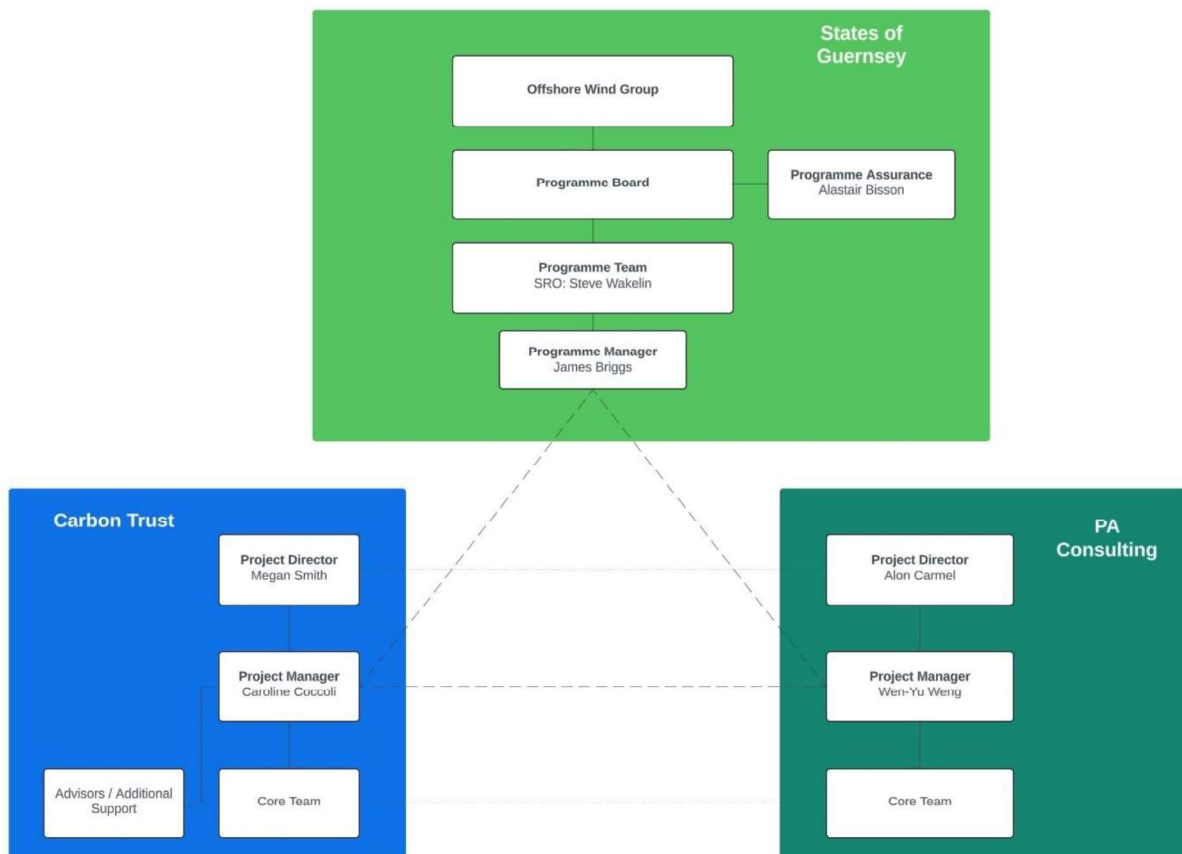 States of
Guernsey
Offshore Wind Group
Programme Board
Programme Assurance
Alastair Bisson
Programme Team
SRO: Steve Wakelin
Programme Manager
James Briggs
Carbon Trust
Project Director
Megan Smith
Project Manager
Caroline Coccoli
Advisors / Additional
Support
Core Team
PA
Consulting
Project Director
Alon Carmel
Project Manager
Wen-Yu Weng
Core Team